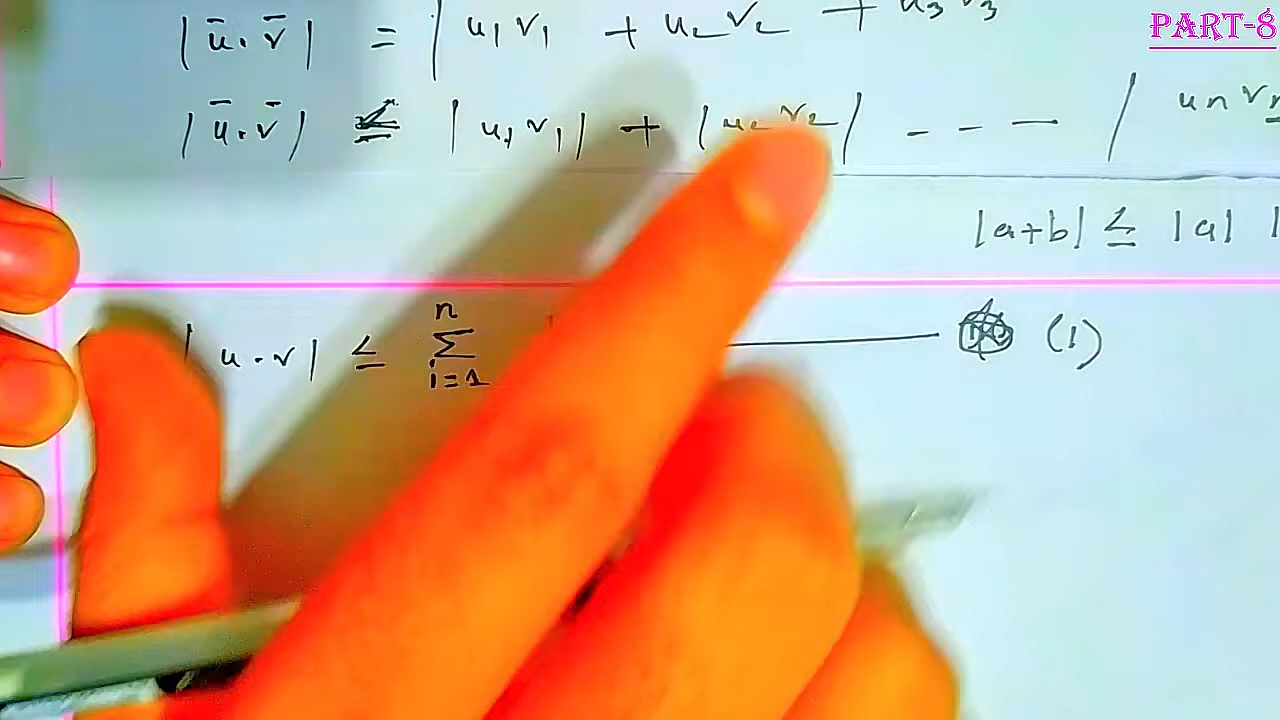 PART-8
|ū.v̄| = | u₁v₁ + u₂v₂ + u₃v₃
|ū.v̄| ≤ |u₁v₁| + |u₂v₂| - - - | unvn
|a+b| ≤ |a|
|u.v| ≤ n Σ i=1 (1)